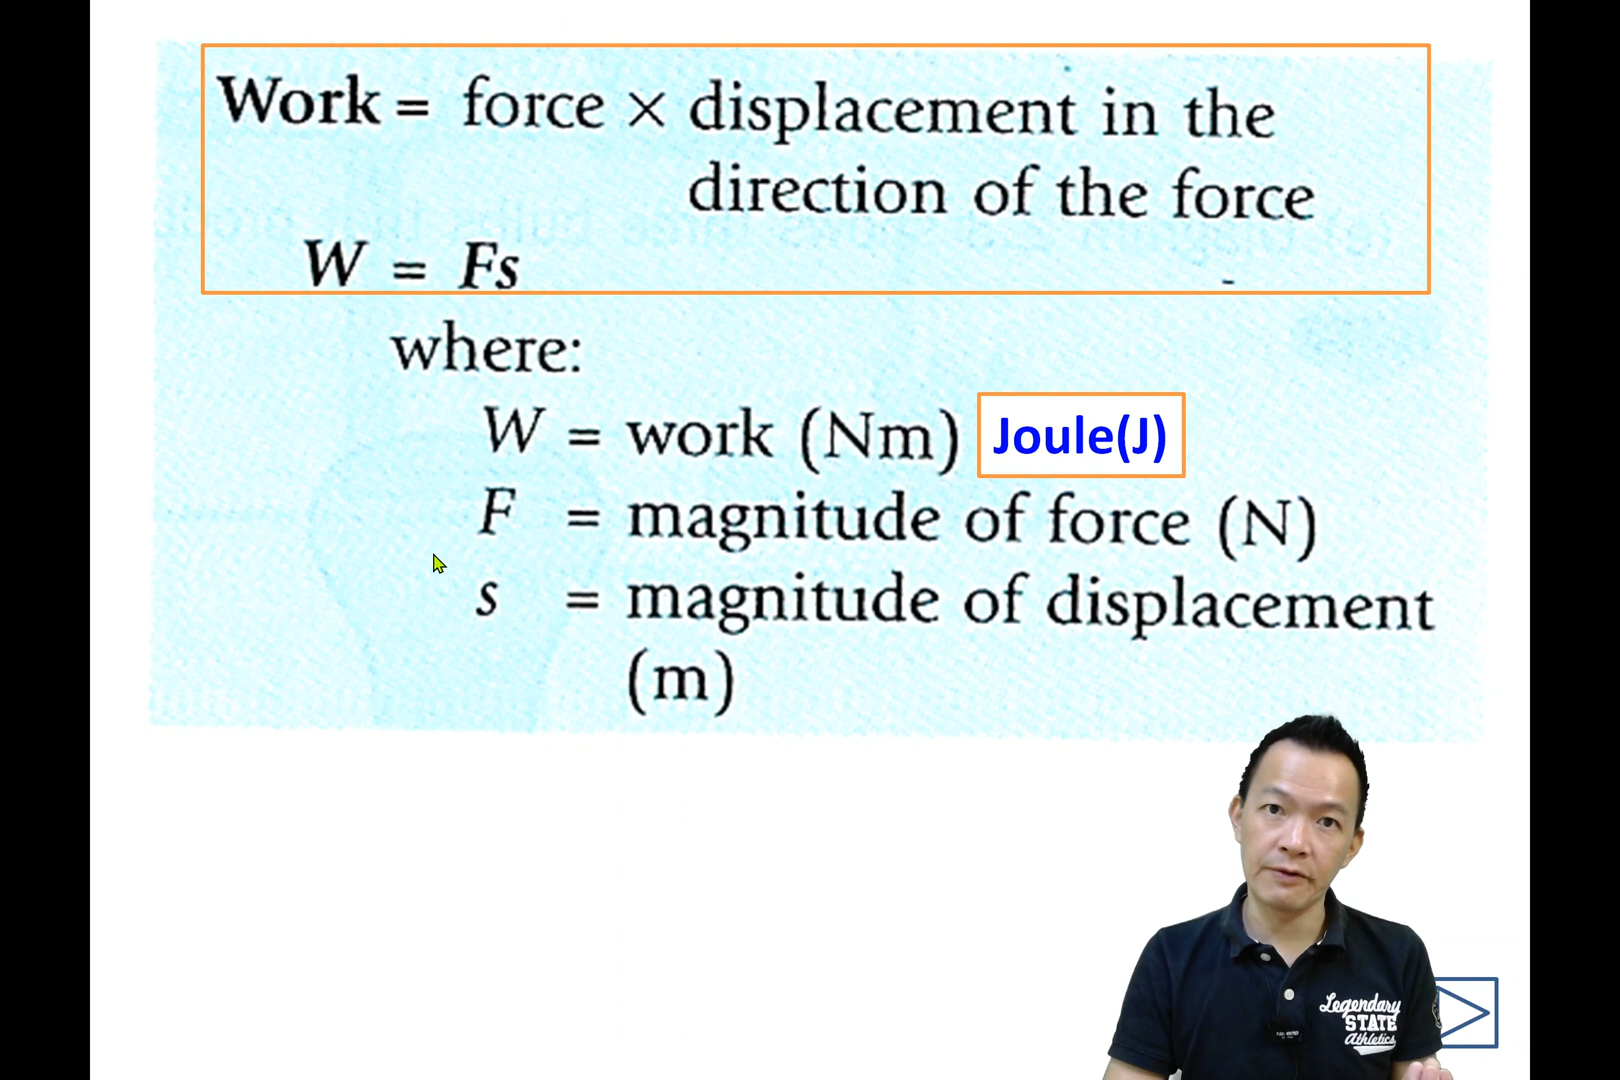 Work = force × displacement in the
direction of the force
W = Fs
where:
W = work (Nm) Joule(J)
F = magnitude of force (N)
s = magnitude of displacement
(m)
Legendary
STATE
Athletics